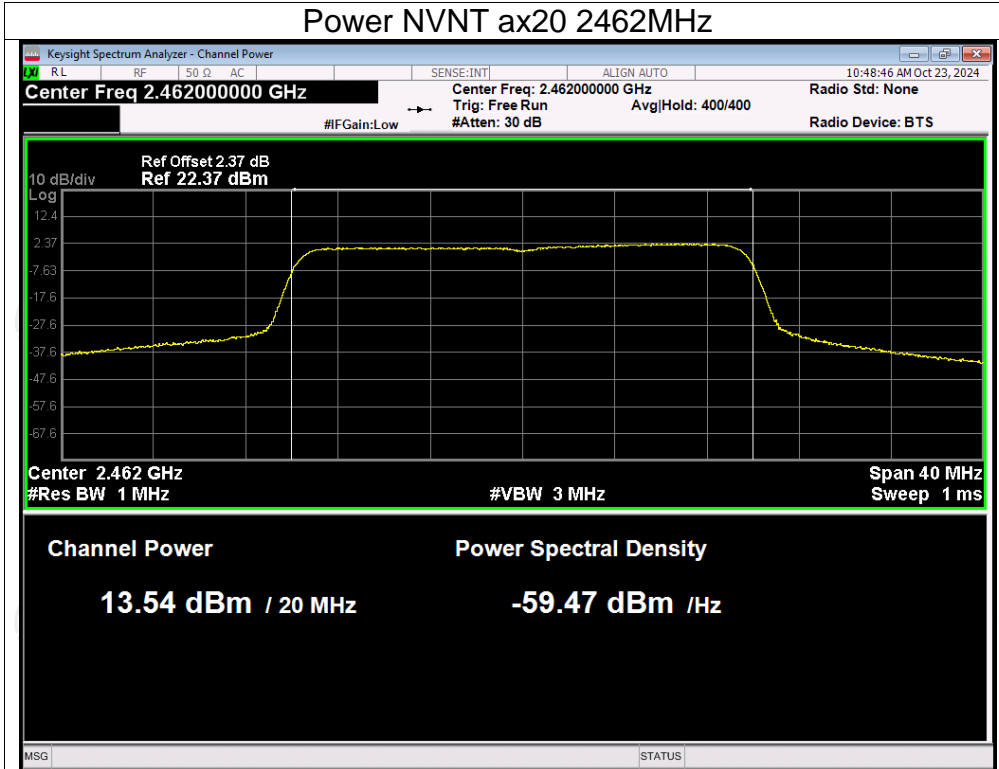 Power NVNT ax20 2462MHz
Keysight Spectrum Analyzer - Channel Power
LXI RL RF 50 Ω AC SENSE:INT ALIGN AUTO 10:48:46 AM Oct 23, 2024
Center Freq 2.462000000 GHz Center Freq: 2.462000000 GHz Radio Std: None
Trig: Free Run Avg|Hold: 400/400
#IFGain:Low #Atten: 30 dB Radio Device: BTS
Ref Offset 2.37 dB
10 dB/div Ref 22.37 dBm
Log
12.4
2.37
-7.63
-17.6
-27.6
-37.6
-47.6
-57.6
-67.6
Center 2.462 GHz Span 40 MHz
#Res BW 1 MHz #VBW 3 MHz Sweep 1 ms
Channel Power Power Spectral Density
13.54 dBm / 20 MHz -59.47 dBm /Hz
MSG STATUS